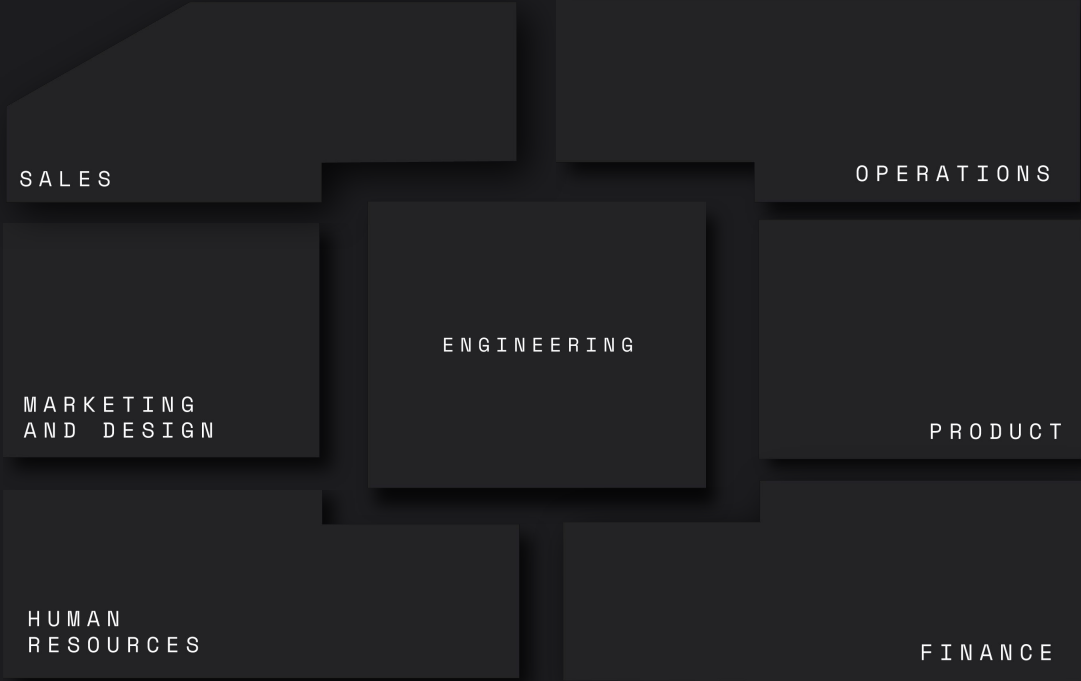 SALES
OPERATIONS
ENGINEERING
MARKETING
AND DESIGN
PRODUCT
HUMAN
RESOURCES
FINANCE